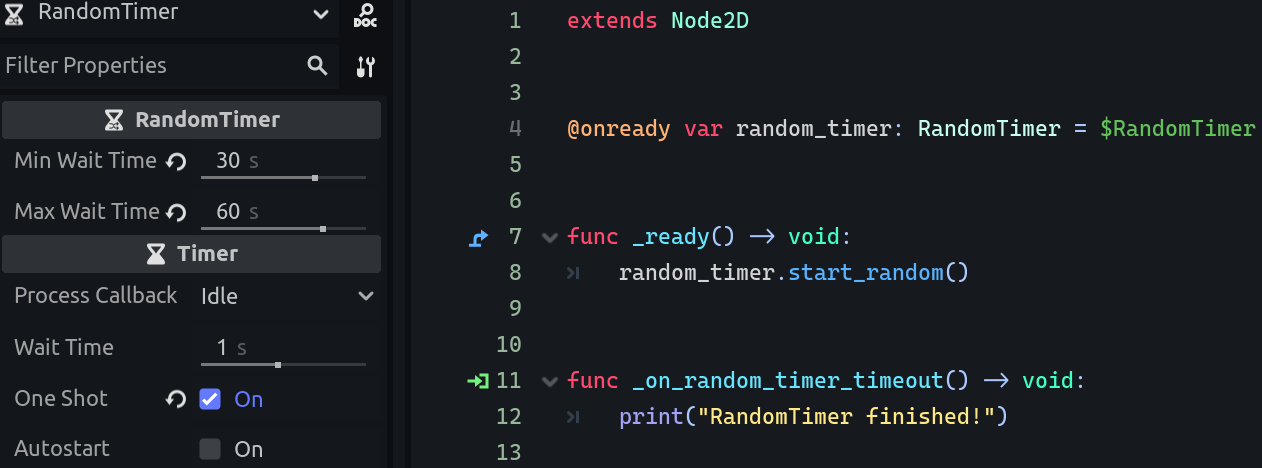 RandomTimer
DOC
Filter Properties
RandomTimer
Min Wait Time 30 s
Max Wait Time 60 s
Timer
Process Callback Idle
Wait Time 1 s
One Shot On
Autostart On
1 extends Node2D
2
3
4 @onready var random_timer: RandomTimer = $RandomTimer
5
6
7 func _ready() -> void:
8 random_timer.start_random()
9
10
11 func _on_random_timer_timeout() -> void:
12 print("RandomTimer finished!")
13